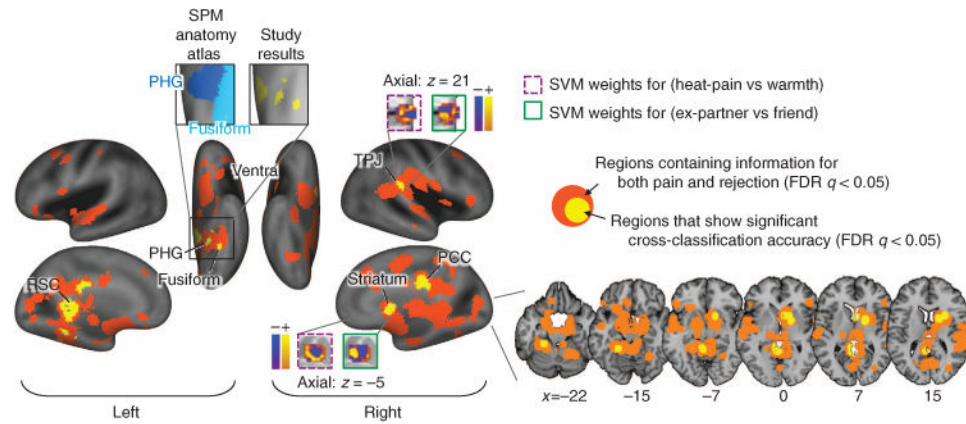 SPM
anatomy
atlas
Study
results
PHG
Fusiform
Ventral
PHG
Fusiform
RSC
Left
Axial: z = 21
− +
TPJ
PCC
Striatum
− +
Axial: z = −5
Right
SVM weights for (heat-pain vs warmth)
SVM weights for (ex-partner vs friend)
Regions containing information for
both pain and rejection (FDR q < 0.05)
Regions that show significant
cross-classification accuracy (FDR q < 0.05)
x=−22 −15 −7 0 7 15